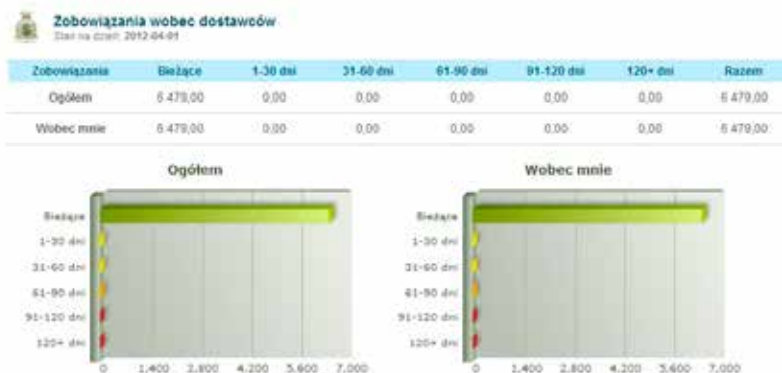 Zobowiązania wobec dostawców
Stan na dzień: 2012-04-01
Zobowiązania Bieżące 1-30 dni 31-60 dni 61-90 dni 91-120 dni 120+ dni Razem
Ogółem 6 479,00 0,00 0,00 0,00 0,00 0,00 6 479,00
Wobec mnie 6 479,00 0,00 0,00 0,00 0,00 0,00 6 479,00
Ogółem
Bieżące
1-30 dni
31-60 dni
61-90 dni
91-120 dni
120+ dni
0 1,400 2,800 4,200 5,600 7,000
Wobec mnie
Bieżące
1-30 dni
31-60 dni
61-90 dni
91-120 dni
120+ dni
0 1,400 2,800 4,200 5,600 7,000